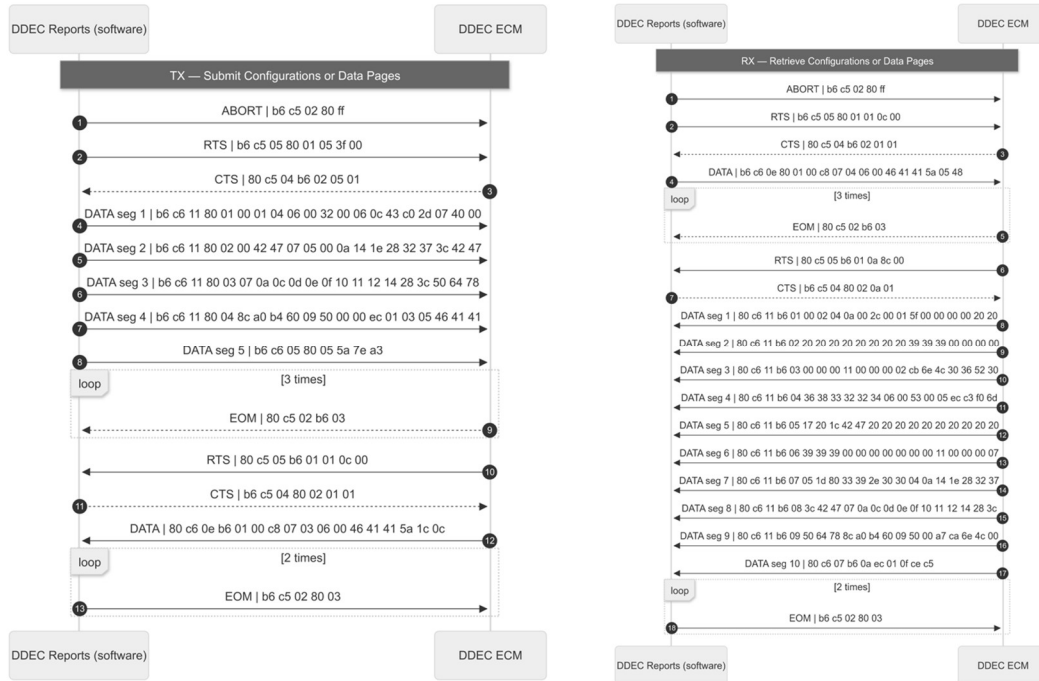 DDEC Reports (software)
DDEC ECM
TX — Submit Configurations or Data Pages
ABORT | b6 c5 02 80 ff
1
RTS | b6 c5 05 80 01 05 3f 00
2
CTS | 80 c5 04 b6 02 05 01
3
DATA seg 1 | b6 c6 11 80 01 00 01 04 06 00 32 00 06 0c 43 c0 2d 07 40 00
4
DATA seg 2 | b6 c6 11 80 02 00 42 47 07 05 00 0a 14 1e 28 32 37 3c 42 47
5
DATA seg 3 | b6 c6 11 80 03 07 0a 0c 0d 0e 0f 10 11 12 14 28 3c 50 64 78
6
DATA seg 4 | b6 c6 11 80 04 8c a0 b4 60 09 50 00 00 ec 01 03 05 46 41 41
7
DATA seg 5 | b6 c6 05 80 05 5a 7e a3
8
loop
[3 times]
EOM | 80 c5 02 b6 03
9
RTS | 80 c5 05 b6 01 01 0c 00
10
CTS | b6 c5 04 80 02 01 01
11
DATA | 80 c6 0e b6 01 00 c8 07 03 06 00 46 41 41 5a 1c 0c
12
loop
[2 times]
EOM | b6 c5 02 80 03
13
DDEC Reports (software)
DDEC ECM
DDEC Reports (software)
DDEC ECM
RX — Retrieve Configurations or Data Pages
ABORT | b6 c5 02 80 ff
1
RTS | b6 c5 05 80 01 01 0c 00
2
CTS | 80 c5 04 b6 02 01 01
3
DATA | b6 c6 0e 80 01 00 c8 07 04 06 00 46 41 41 5a 05 48
4
loop
[3 times]
EOM | 80 c5 02 b6 03
5
RTS | 80 c5 05 b6 01 0a 8c 00
6
CTS | b6 c5 04 80 02 0a 01
7
DATA seg 1 | 80 c6 11 b6 01 00 02 04 0a 00 2c 00 01 5f 00 00 00 00 20 20
8
DATA seg 2 | 80 c6 11 b6 02 20 20 20 20 20 20 20 20 39 39 39 00 00 00 00
9
DATA seg 3 | 80 c6 11 b6 03 00 00 00 11 00 00 00 02 cb 6e 4c 30 36 52 30
10
DATA seg 4 | 80 c6 11 b6 04 36 38 33 32 32 34 06 00 53 00 05 ec c3 f0 6d
11
DATA seg 5 | 80 c6 11 b6 05 17 20 1c 42 47 20 20 20 20 20 20 20 20 20 20
12
DATA seg 6 | 80 c6 11 b6 06 39 39 39 00 00 00 00 00 00 00 11 00 00 00 07
13
DATA seg 7 | 80 c6 11 b6 07 05 1d 80 33 39 2e 30 30 04 0a 14 1e 28 32 37
14
DATA seg 8 | 80 c6 11 b6 08 3c 42 47 07 0a 0c 0d 0e 0f 10 11 12 14 28 3c
15
DATA seg 9 | 80 c6 11 b6 09 50 64 78 8c a0 b4 60 09 50 00 a7 ca 6e 4c 00
16
DATA seg 10 | 80 c6 07 b6 0a ec 01 0f ce c5
17
loop
[2 times]
EOM | b6 c5 02 80 03
18
DDEC Reports (software)
DDEC ECM